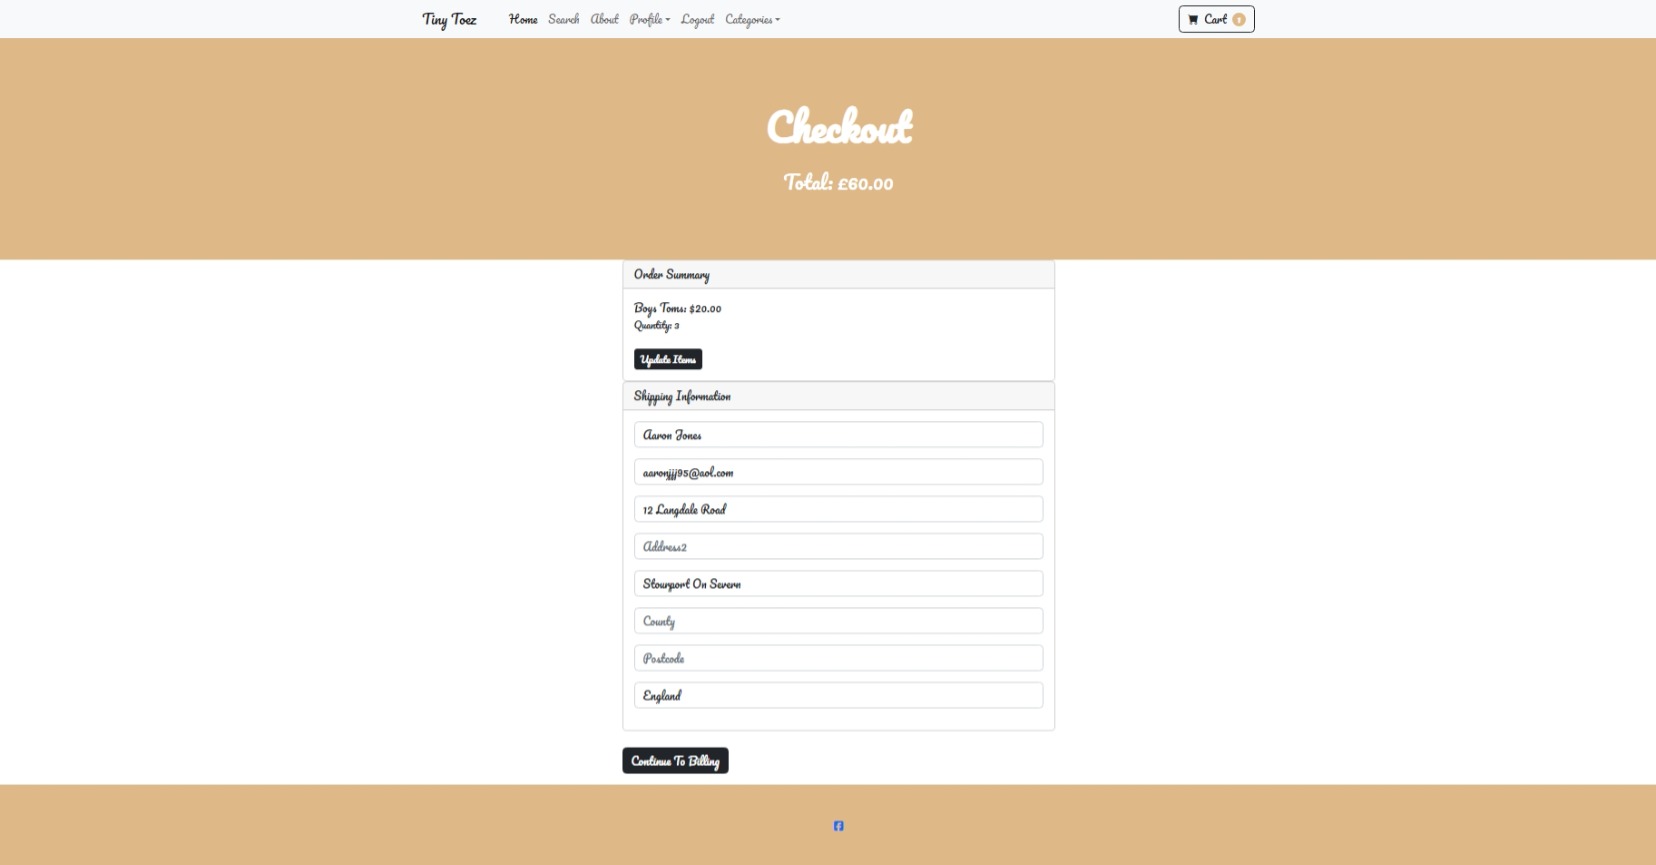 Tiny Toez Home Search About Profile Logout Categories Cart 1
Checkout
Total: £60.00
Order Summary
Boys Toms: $20.00
Quantity: 3
Update Items
Shipping Information
Aaron Jones
aaronjjj95@aol.com
12 Langdale Road
Address2
Stourport On Severn
County
Postcode
England
Continue To Billing